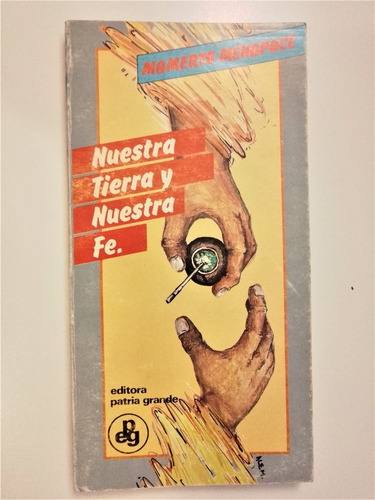 MAMERTO MENAPACE
Nuestra
Tierra y
Nuestra
Fe.
editora
patria grande
peg